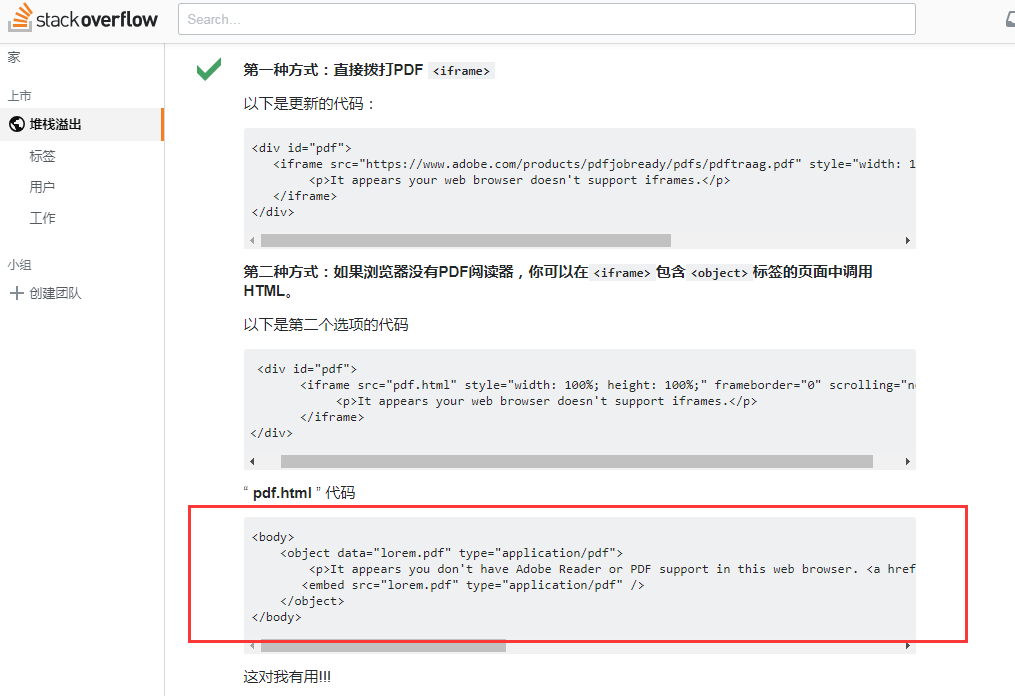 stackoverflow
Search...
家
上市
堆栈溢出
标签
用户
工作
小组
创建团队
第一种方式：直接拨打PDF <iframe>
以下是更新的代码：
<div id="pdf">
<iframe src="https://www.adobe.com/products/pdfjobready/pdfs/pdftraag.pdf" style="width: 1
<p>It appears your web browser doesn't support iframes.</p>
</iframe>
</div>
第二种方式：如果浏览器没有PDF阅读器，你可以在 <iframe> 包含 <object> 标签的页面中调用
HTML。
以下是第二个选项的代码
<div id="pdf">
<iframe src="pdf.html" style="width: 100%; height: 100%;" frameborder="0" scrolling="no
<p>It appears your web browser doesn't support iframes.</p>
</iframe>
</div>
“ pdf.html ” 代码
<body>
<object data="lorem.pdf" type="application/pdf">
<p>It appears you don't have Adobe Reader or PDF support in this web browser. <a href
<embed src="lorem.pdf" type="application/pdf" />
</object>
</body>
这对我有用!!!